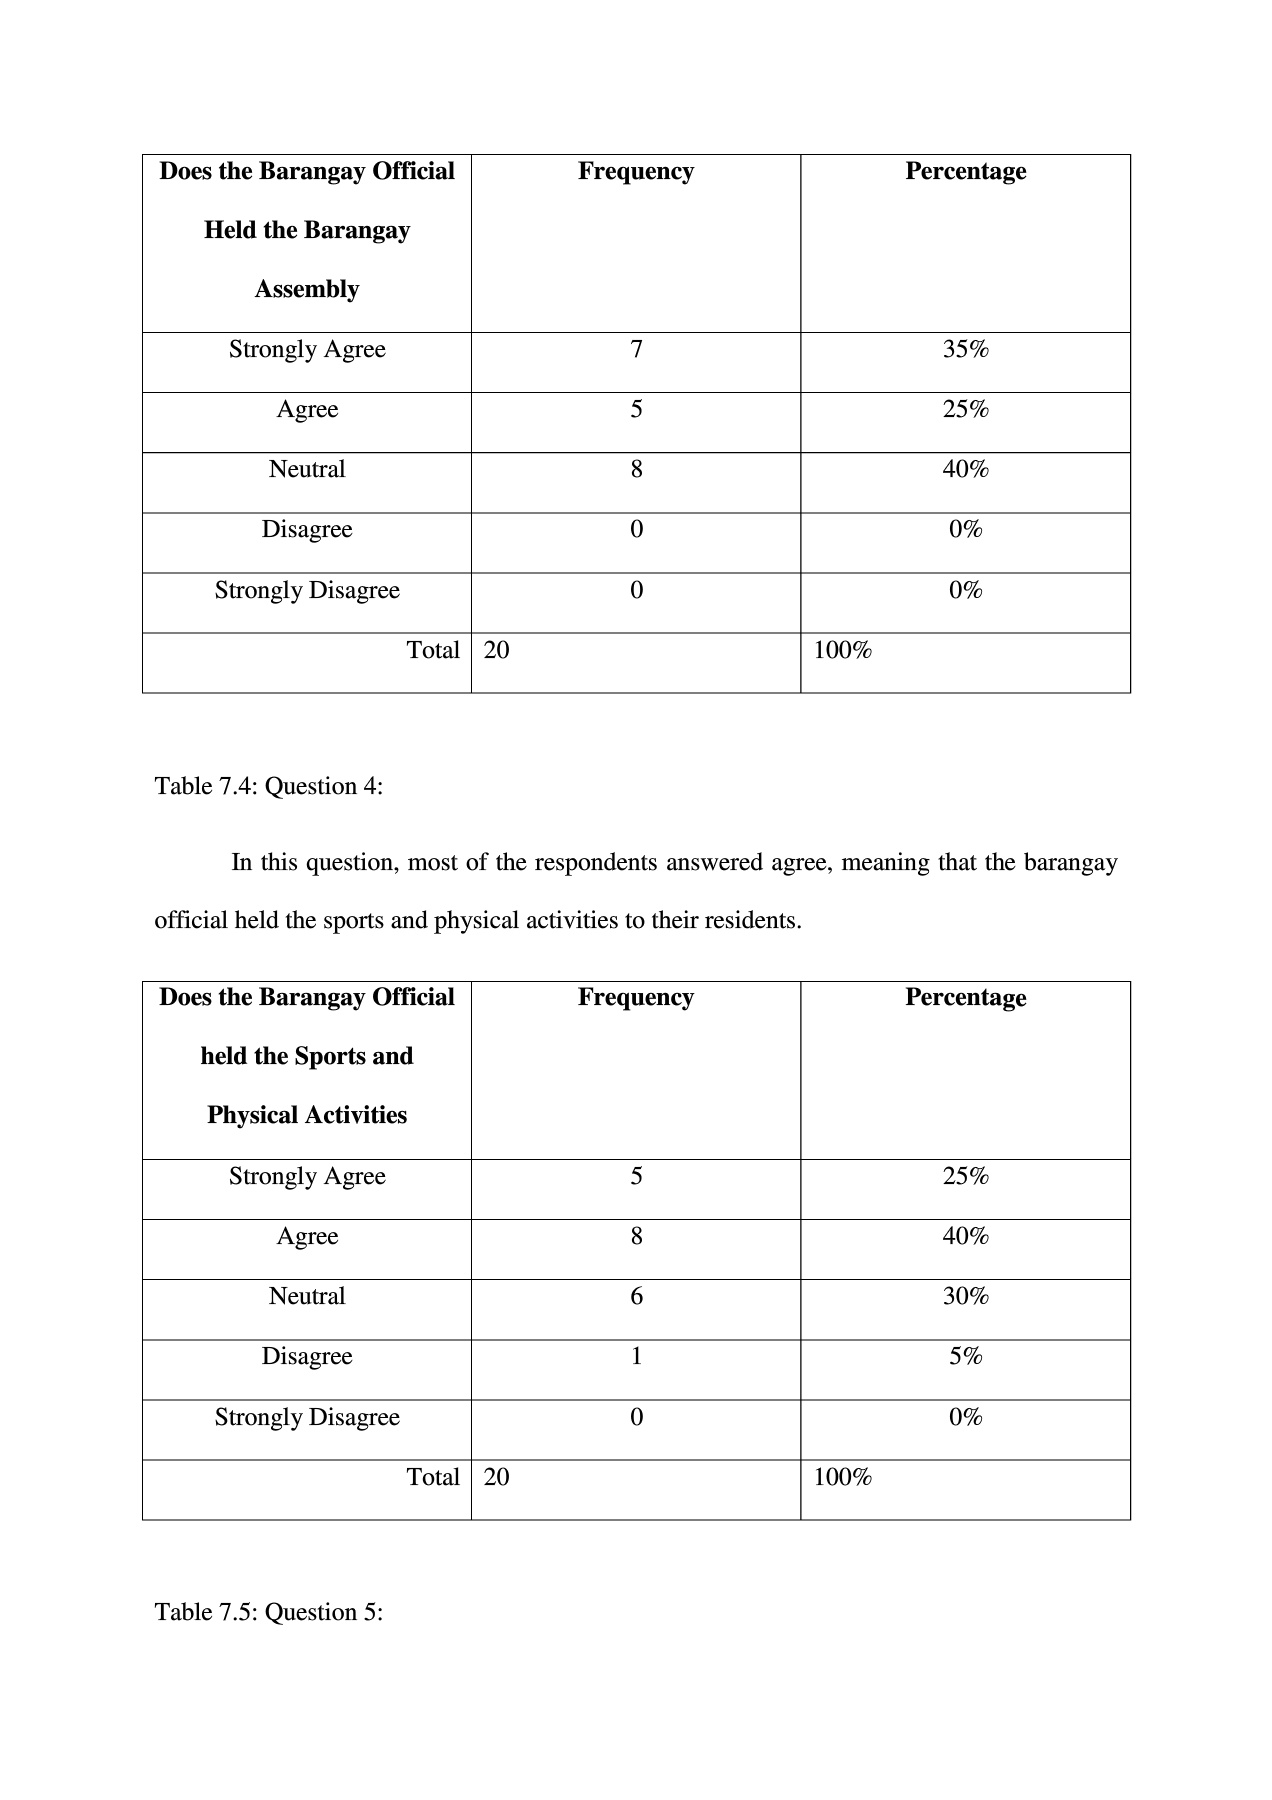 Does the Barangay Official Frequency Percentage
Held the Barangay
Assembly
Strongly Agree 7 35%
Agree 5 25%
Neutral 8 40%
Disagree 0 0%
Strongly Disagree 0 0%
Total 20 100%
Table 7.4: Question 4:
In this question, most of the respondents answered agree, meaning that the barangay
official held the sports and physical activities to their residents.
Does the Barangay Official Frequency Percentage
held the Sports and
Physical Activities
Strongly Agree 5 25%
Agree 8 40%
Neutral 6 30%
Disagree 1 5%
Strongly Disagree 0 0%
Total 20 100%
Table 7.5: Question 5: